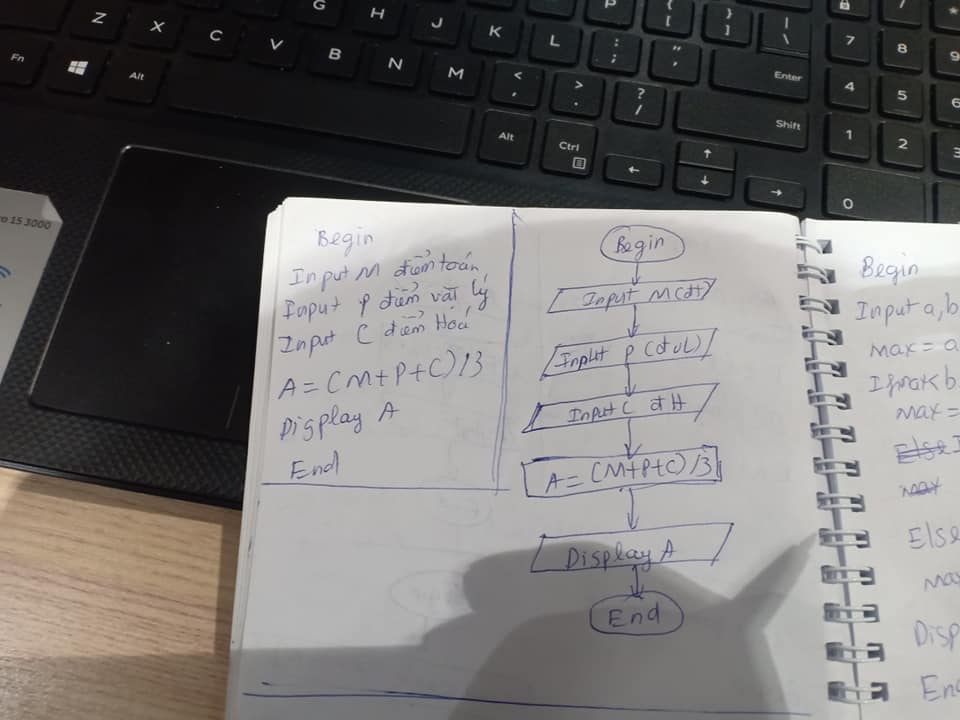 G H J K L
Z X C V B N M
Fn Alt Alt Ctrl
Enter
Shift
7 8 9
4 5 6
1 2 3
0
15 3000
Begin
Input M điểm toán
Input P điểm vật lý
Input C điểm Hoá
A = (M+P+C)/3
Display A
End
Begin
Input M (đt)
Input P (đvL)
Input C đH
A = (M+P+C)/3
Display A
End
Begin
Input a,b
max = a
If max<b
max =
Else I
max
Else
max
Disp
End